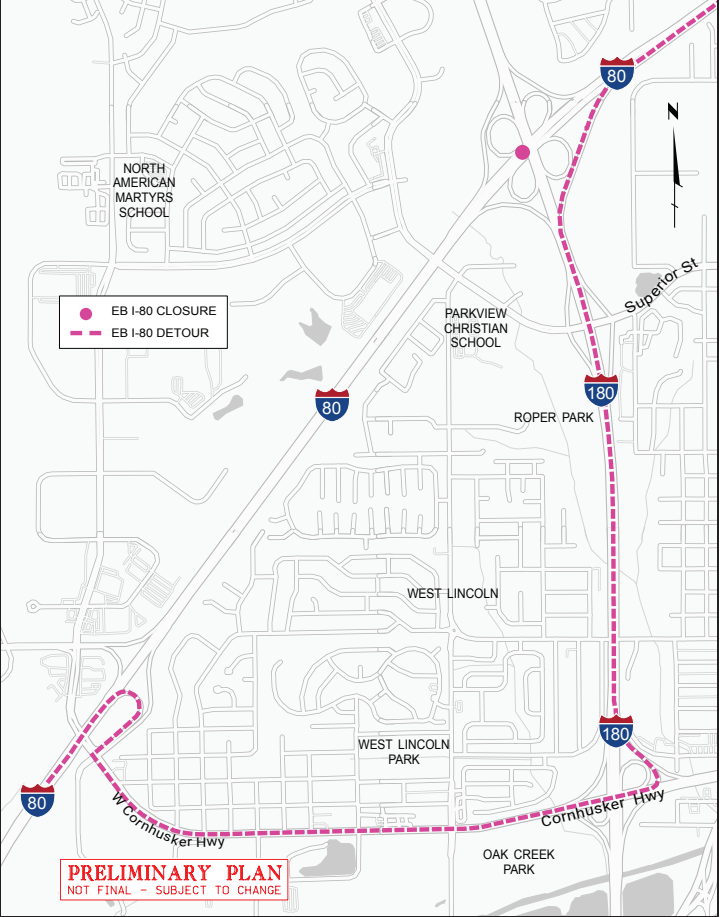 80
N
NORTH
AMERICAN
MARTYRS
SCHOOL
Superior St
EB I-80 CLOSURE
EB I-80 DETOUR
PARKVIEW
CHRISTIAN
SCHOOL
80
180
ROPER PARK
WEST LINCOLN
180
WEST LINCOLN
PARK
80
W Cornhusker Hwy
Cornhusker Hwy
OAK CREEK
PARK
PRELIMINARY PLAN
NOT FINAL - SUBJECT TO CHANGE